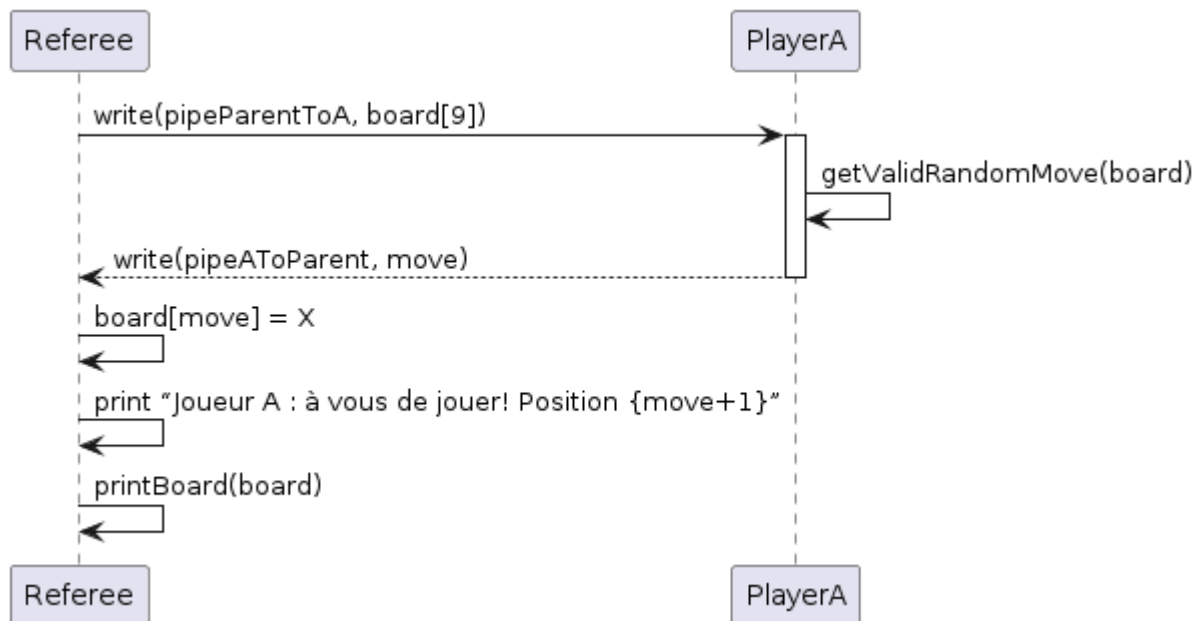 Referee
PlayerA
write(pipeParentToA, board[9])
getValidRandomMove(board)
write(pipeAToParent, move)
board[move] = X
print “Joueur A : à vous de jouer! Position {move+1}”
printBoard(board)
Referee
PlayerA